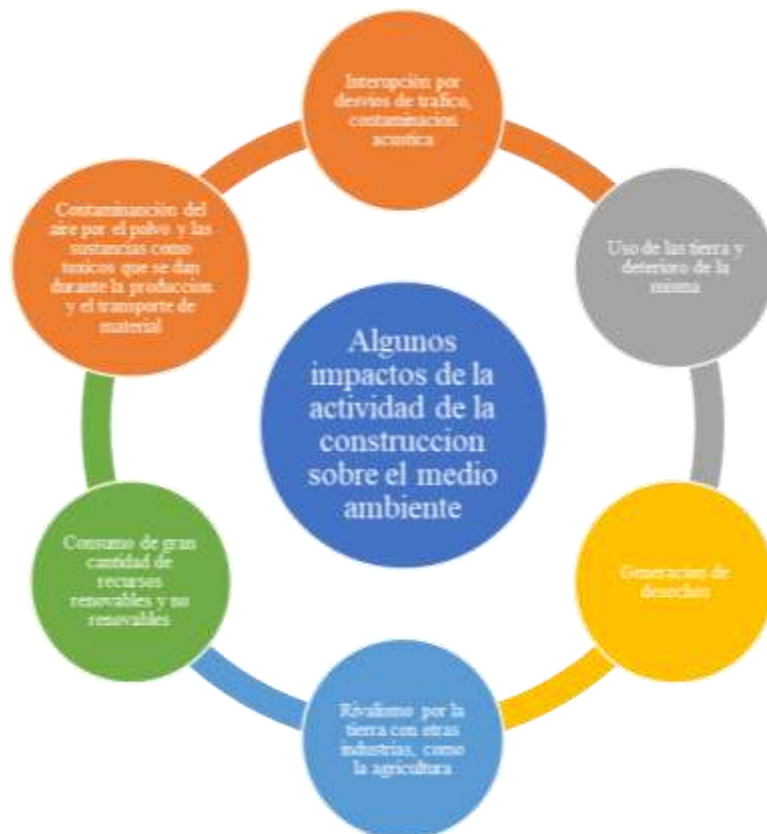 Interupción por
desvios de trafico,
contaminacion
acustica
Uso de las tierra y
deterioro de la
misma
Generacion de
desechos
Rivalismo por la
tierra con otras
industrias, como
la agricultura
Consumo de gran
cantidad de
recursos
renovables y no
renovables
Contaminanción del
aire por el polvo y las
sustancias como
toxicos que se dan
durante la produccion
y el transporte de
material
Algunos
impactos de la
actividad de la
construccion
sobre el medio
ambiente